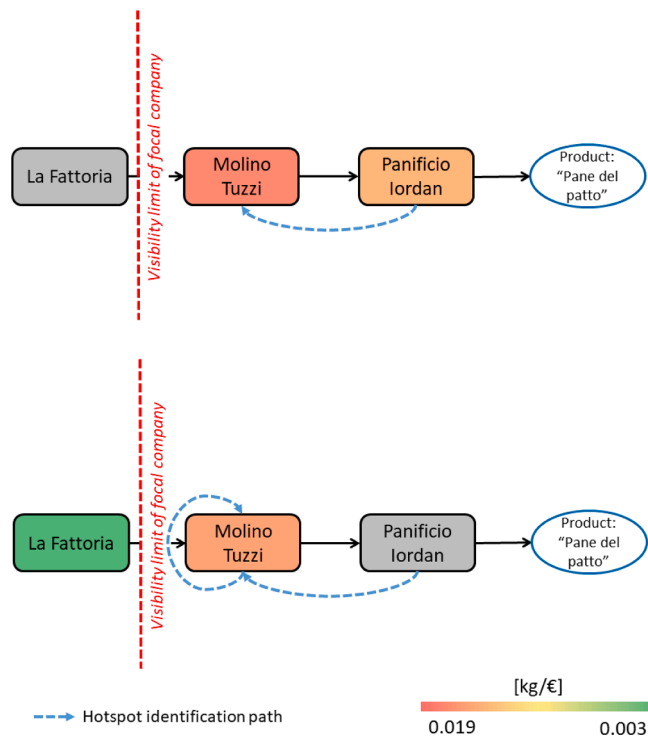 Visibility limit of focal company
La Fattoria
Molino
Tuzzi
Panificio
Iordan
Product:
“Pane del
patto”
Visibility limit of focal company
La Fattoria
Molino
Tuzzi
Panificio
Iordan
Product:
“Pane del
patto”
Hotspot identification path
[kg/€]
0.019
0.003